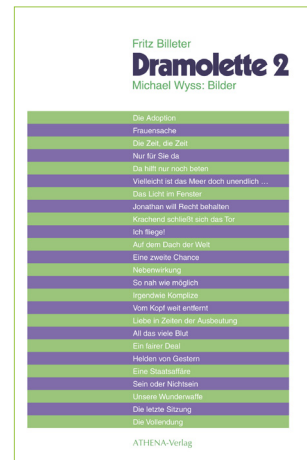 Fritz Billeter
Dramolette 2
Michael Wyss: Bilder
Die Adoption
Frauensache
Die Zeit, die Zeit
Nur für Sie da
Da hilft nur noch beten
Vielleicht ist das Meer doch unendlich ...
Das Licht im Fenster
Jonathan will Recht behalten
Krachend schließt sich das Tor
Ich fliege!
Auf dem Dach der Welt
Eine zweite Chance
Nebenwirkung
So nah wie möglich
Irgendwie Komplize
Vom Kopf weit entfernt
Liebe in Zeiten der Ausbeutung
All das viele Blut
Ein fairer Deal
Helden von Gestern
Eine Staatsaffäre
Sein oder Nichtsein
Unsere Wunderwaffe
Die letzte Sitzung
Die Vollendung
ATHENA-Verlag